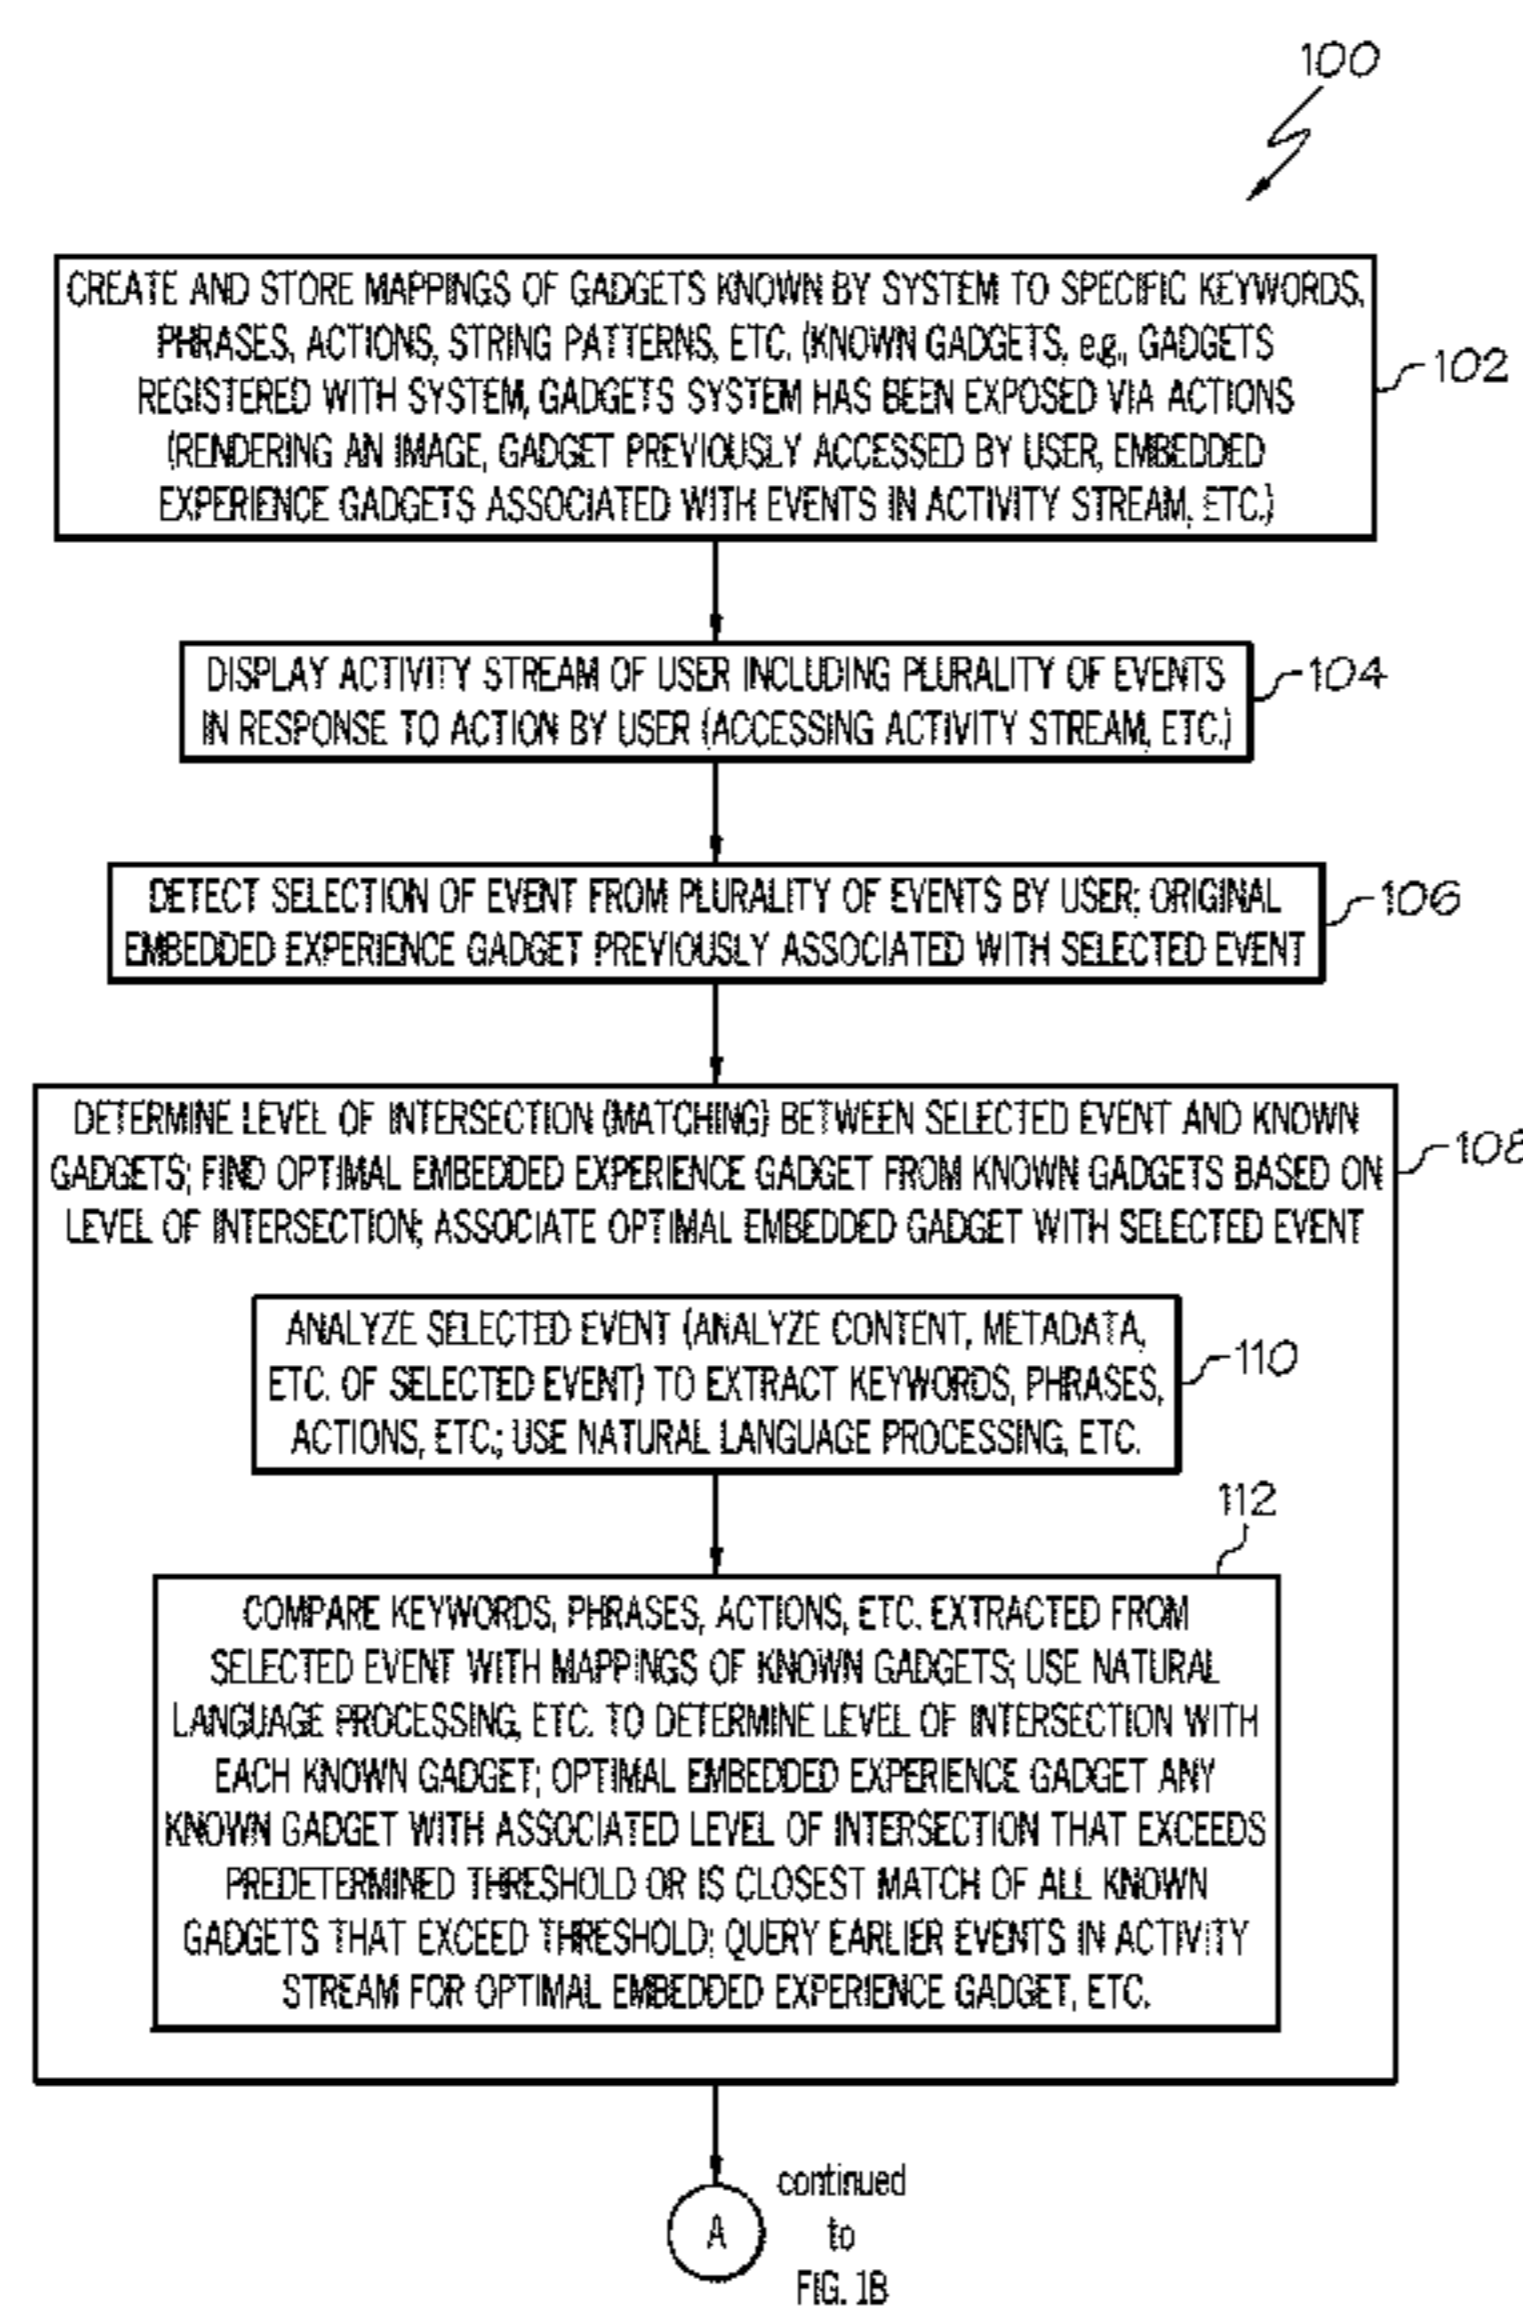 100
CREATE AND STORE MAPPINGS OF GADGETS KNOWN BY SYSTEM TO SPECIFIC KEYWORDS,
PHRASES, ACTIONS, STRING PATTERNS, ETC. (KNOWN GADGETS, e.g., GADGETS
REGISTERED WITH SYSTEM, GADGETS SYSTEM HAS BEEN EXPOSED VIA ACTIONS
(RENDERING AN IMAGE, GADGET PREVIOUSLY ACCESSED BY USER, EMBEDDED
EXPERIENCE GADGETS ASSOCIATED WITH EVENTS IN ACTIVITY STREAM, ETC.)
102
DISPLAY ACTIVITY STREAM OF USER INCLUDING PLURALITY OF EVENTS
IN RESPONSE TO ACTION BY USER (ACCESSING ACTIVITY STREAM, ETC.)
104
DETECT SELECTION OF EVENT FROM PLURALITY OF EVENTS BY USER; ORIGINAL
EMBEDDED EXPERIENCE GADGET PREVIOUSLY ASSOCIATED WITH SELECTED EVENT
106
DETERMINE LEVEL OF INTERSECTION (MATCHING) BETWEEN SELECTED EVENT AND KNOWN
GADGETS; FIND OPTIMAL EMBEDDED EXPERIENCE GADGET FROM KNOWN GADGETS BASED ON
LEVEL OF INTERSECTION; ASSOCIATE OPTIMAL EMBEDDED GADGET WITH SELECTED EVENT
108
ANALYZE SELECTED EVENT (ANALYZE CONTENT, METADATA,
ETC. OF SELECTED EVENT) TO EXTRACT KEYWORDS, PHRASES,
ACTIONS, ETC.; USE NATURAL LANGUAGE PROCESSING, ETC.
110
112
COMPARE KEYWORDS, PHRASES, ACTIONS, ETC. EXTRACTED FROM
SELECTED EVENT WITH MAPPINGS OF KNOWN GADGETS; USE NATURAL
LANGUAGE PROCESSING, ETC. TO DETERMINE LEVEL OF INTERSECTION WITH
EACH KNOWN GADGET; OPTIMAL EMBEDDED EXPERIENCE GADGET ANY
KNOWN GADGET WITH ASSOCIATED LEVEL OF INTERSECTION THAT EXCEEDS
PREDETERMINED THRESHOLD OR IS CLOSEST MATCH OF ALL KNOWN
GADGETS THAT EXCEED THRESHOLD; QUERY EARLIER EVENTS IN ACTIVITY
STREAM FOR OPTIMAL EMBEDDED EXPERIENCE GADGET, ETC.
A
continued
to
FIG. 1B